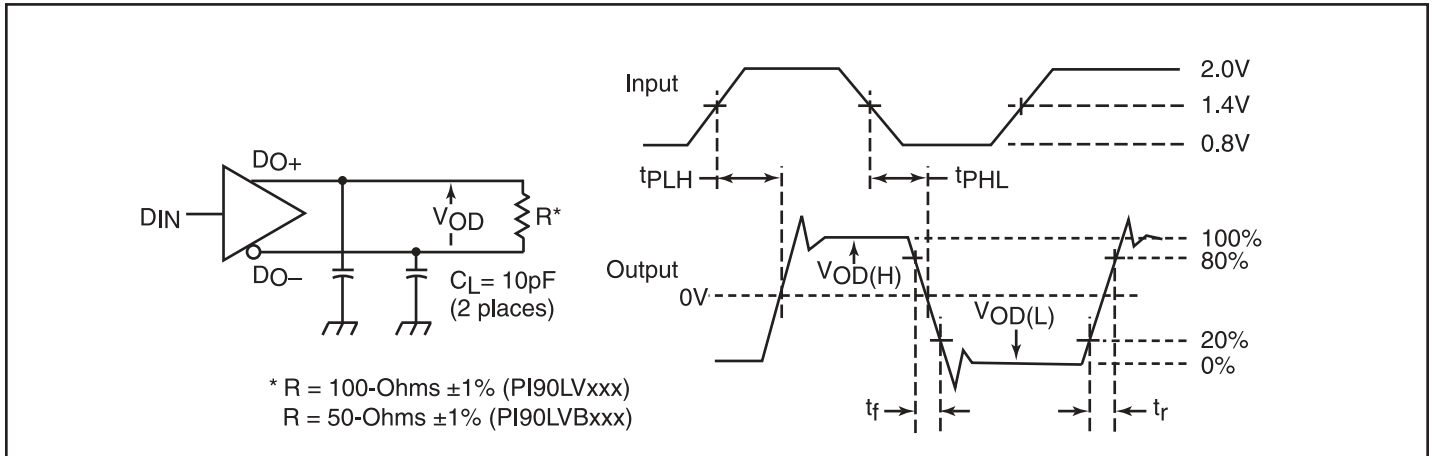 DO+
DIN
VOD
R*
DO–
CL= 10pF
(2 places)
* R = 100-Ohms ±1% (PI90LVxxx)
R = 50-Ohms ±1% (PI90LVBxxx)
Input
2.0V
1.4V
0.8V
tPLH
tPHL
Output
0V
VOD(H)
VOD(L)
100%
80%
20%
0%
tf
tr